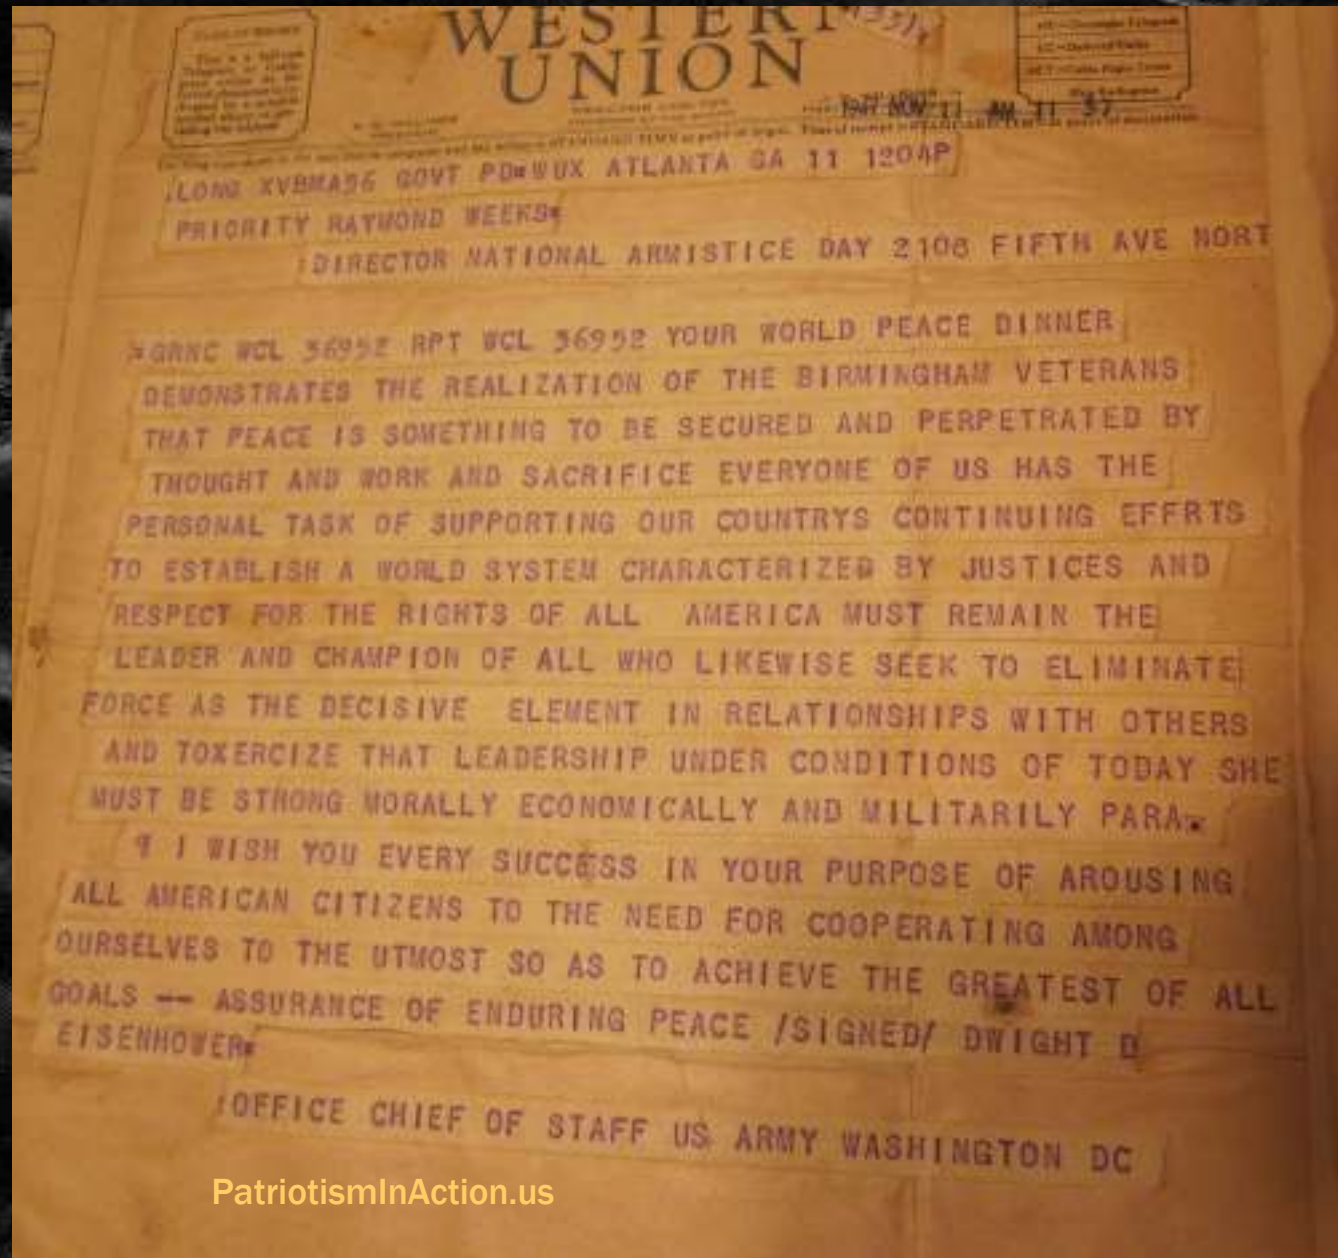 WESTERN
UNION
1947 NOV 11 AM 11 37
LONG XVBMA96 GOVT PD=WUX ATLANTA GA 11 1204P
PRIORITY RAYMOND WEEKS=
:DIRECTOR NATIONAL ARMISTICE DAY 2108 FIFTH AVE NORT
=GRNC WCL 36952 RPT WCL 36952 YOUR WORLD PEACE DINNER
DEMONSTRATES THE REALIZATION OF THE BIRMINGHAM VETERANS
THAT PEACE IS SOMETHING TO BE SECURED AND PERPETRATED BY
THOUGHT AND WORK AND SACRIFICE EVERYONE OF US HAS THE
PERSONAL TASK OF SUPPORTING OUR COUNTRYS CONTINUING EFFRTS
TO ESTABLISH A WORLD SYSTEM CHARACTERIZED BY JUSTICES AND
RESPECT FOR THE RIGHTS OF ALL AMERICA MUST REMAIN THE
LEADER AND CHAMPION OF ALL WHO LIKEWISE SEEK TO ELIMINATE
FORCE AS THE DECISIVE ELEMENT IN RELATIONSHIPS WITH OTHERS
AND TOXERCIZE THAT LEADERSHIP UNDER CONDITIONS OF TODAY SHE
MUST BE STRONG MORALLY ECONOMICALLY AND MILITARILY PARA=
¶ I WISH YOU EVERY SUCCESS IN YOUR PURPOSE OF AROUSING
ALL AMERICAN CITIZENS TO THE NEED FOR COOPERATING AMONG
OURSELVES TO THE UTMOST SO AS TO ACHIEVE THE GREATEST OF ALL
GOALS -- ASSURANCE OF ENDURING PEACE /SIGNED/ DWIGHT D
EISENHOWER=
:OFFICE CHIEF OF STAFF US ARMY WASHINGTON DC
PatriotismInAction.us